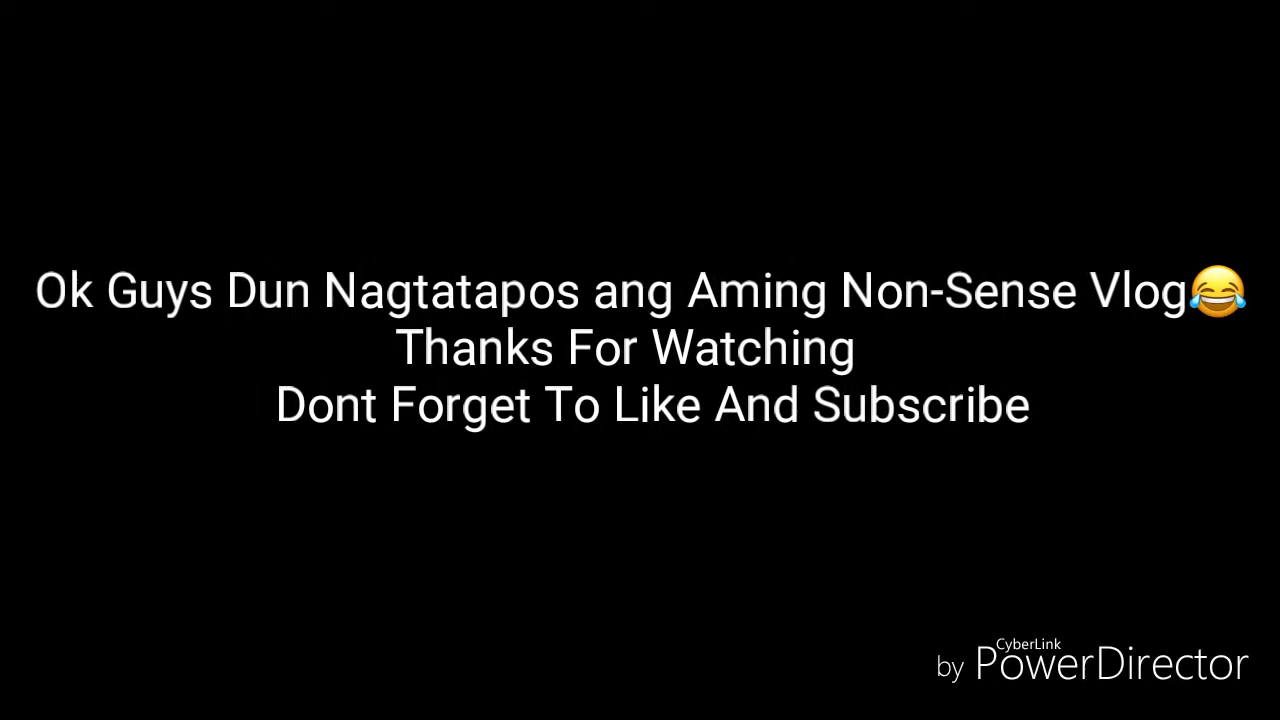 Ok Guys Dun Nagtatapos ang Aming Non-Sense Vlog😂
Thanks For Watching
Dont Forget To Like And Subscribe
CyberLink
by PowerDirector